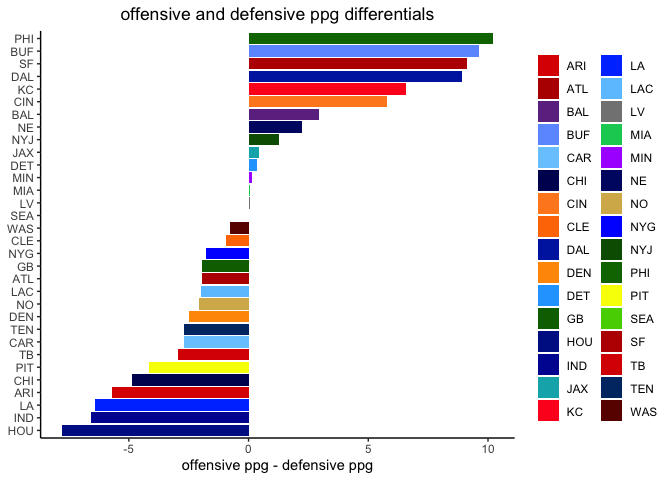 offensive and defensive ppg differentials
PHI
BUF
SF
DAL
KC
CIN
BAL
NE
NYJ
JAX
DET
MIN
MIA
LV
SEA
WAS
CLE
NYG
GB
ATL
LAC
NO
DEN
TEN
CAR
TB
PIT
CHI
ARI
LA
IND
HOU
-5 0 5 10
offensive ppg - defensive ppg
ARI LA
ATL LAC
BAL LV
BUF MIA
CAR MIN
CHI NE
CIN NO
CLE NYG
DAL NYJ
DEN PHI
DET PIT
GB SEA
HOU SF
IND TB
JAX TEN
KC WAS